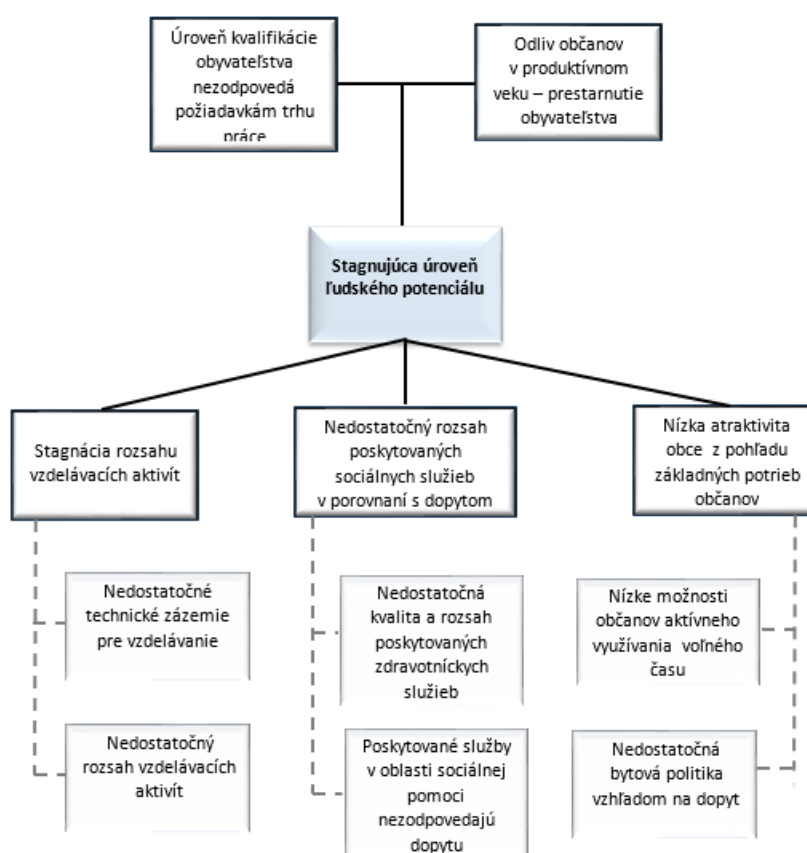 Úroveň kvalifikácie
obyvateľstva
nezodpovedá
požiadavkám trhu
práce
Odliv občanov
v produktívnom
veku – prestarnutie
obyvateľstva
Stagnujúca úroveň
ľudského potenciálu
Stagnácia rozsahu
vzdelávacích aktivít
Nedostatočný rozsah
poskytovaných
sociálnych služieb
v porovnaní s dopytom
Nízka atraktivita
obce z pohľadu
základných potrieb
občanov
Nedostatočné
technické zázemie
pre vzdelávanie
Nedostatočná
kvalita a rozsah
poskytovaných
zdravotníckych
služieb
Nízke možnosti
občanov aktívneho
využívania voľného
času
Nedostatočný
rozsah vzdelávacích
aktivít
Poskytované služby
v oblasti sociálnej
pomoci
nezodpovedajú
dopytu
Nedostatočná
bytová politika
vzhľadom na dopyt